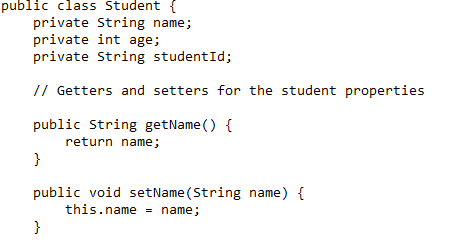 public class Student {
    private String name;
    private int age;
    private String studentId;

    // Getters and setters for the student properties

    public String getName() {
        return name;
    }

    public void setName(String name) {
        this.name = name;
    }